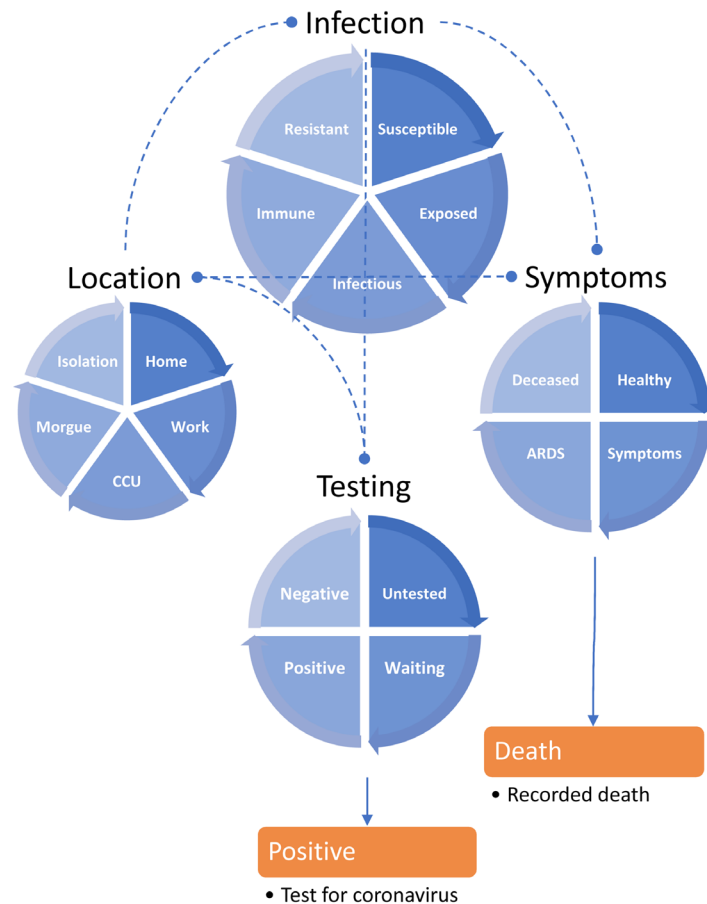 Infection
Resistant
Susceptible
Immune
Exposed
Infectious
Location
Isolation
Home
Morgue
Work
CCU
Symptoms
Deceased
Healthy
ARDS
Symptoms
Testing
Negative
Untested
Positive
Waiting
Death
• Recorded death
Positive
• Test for coronavirus